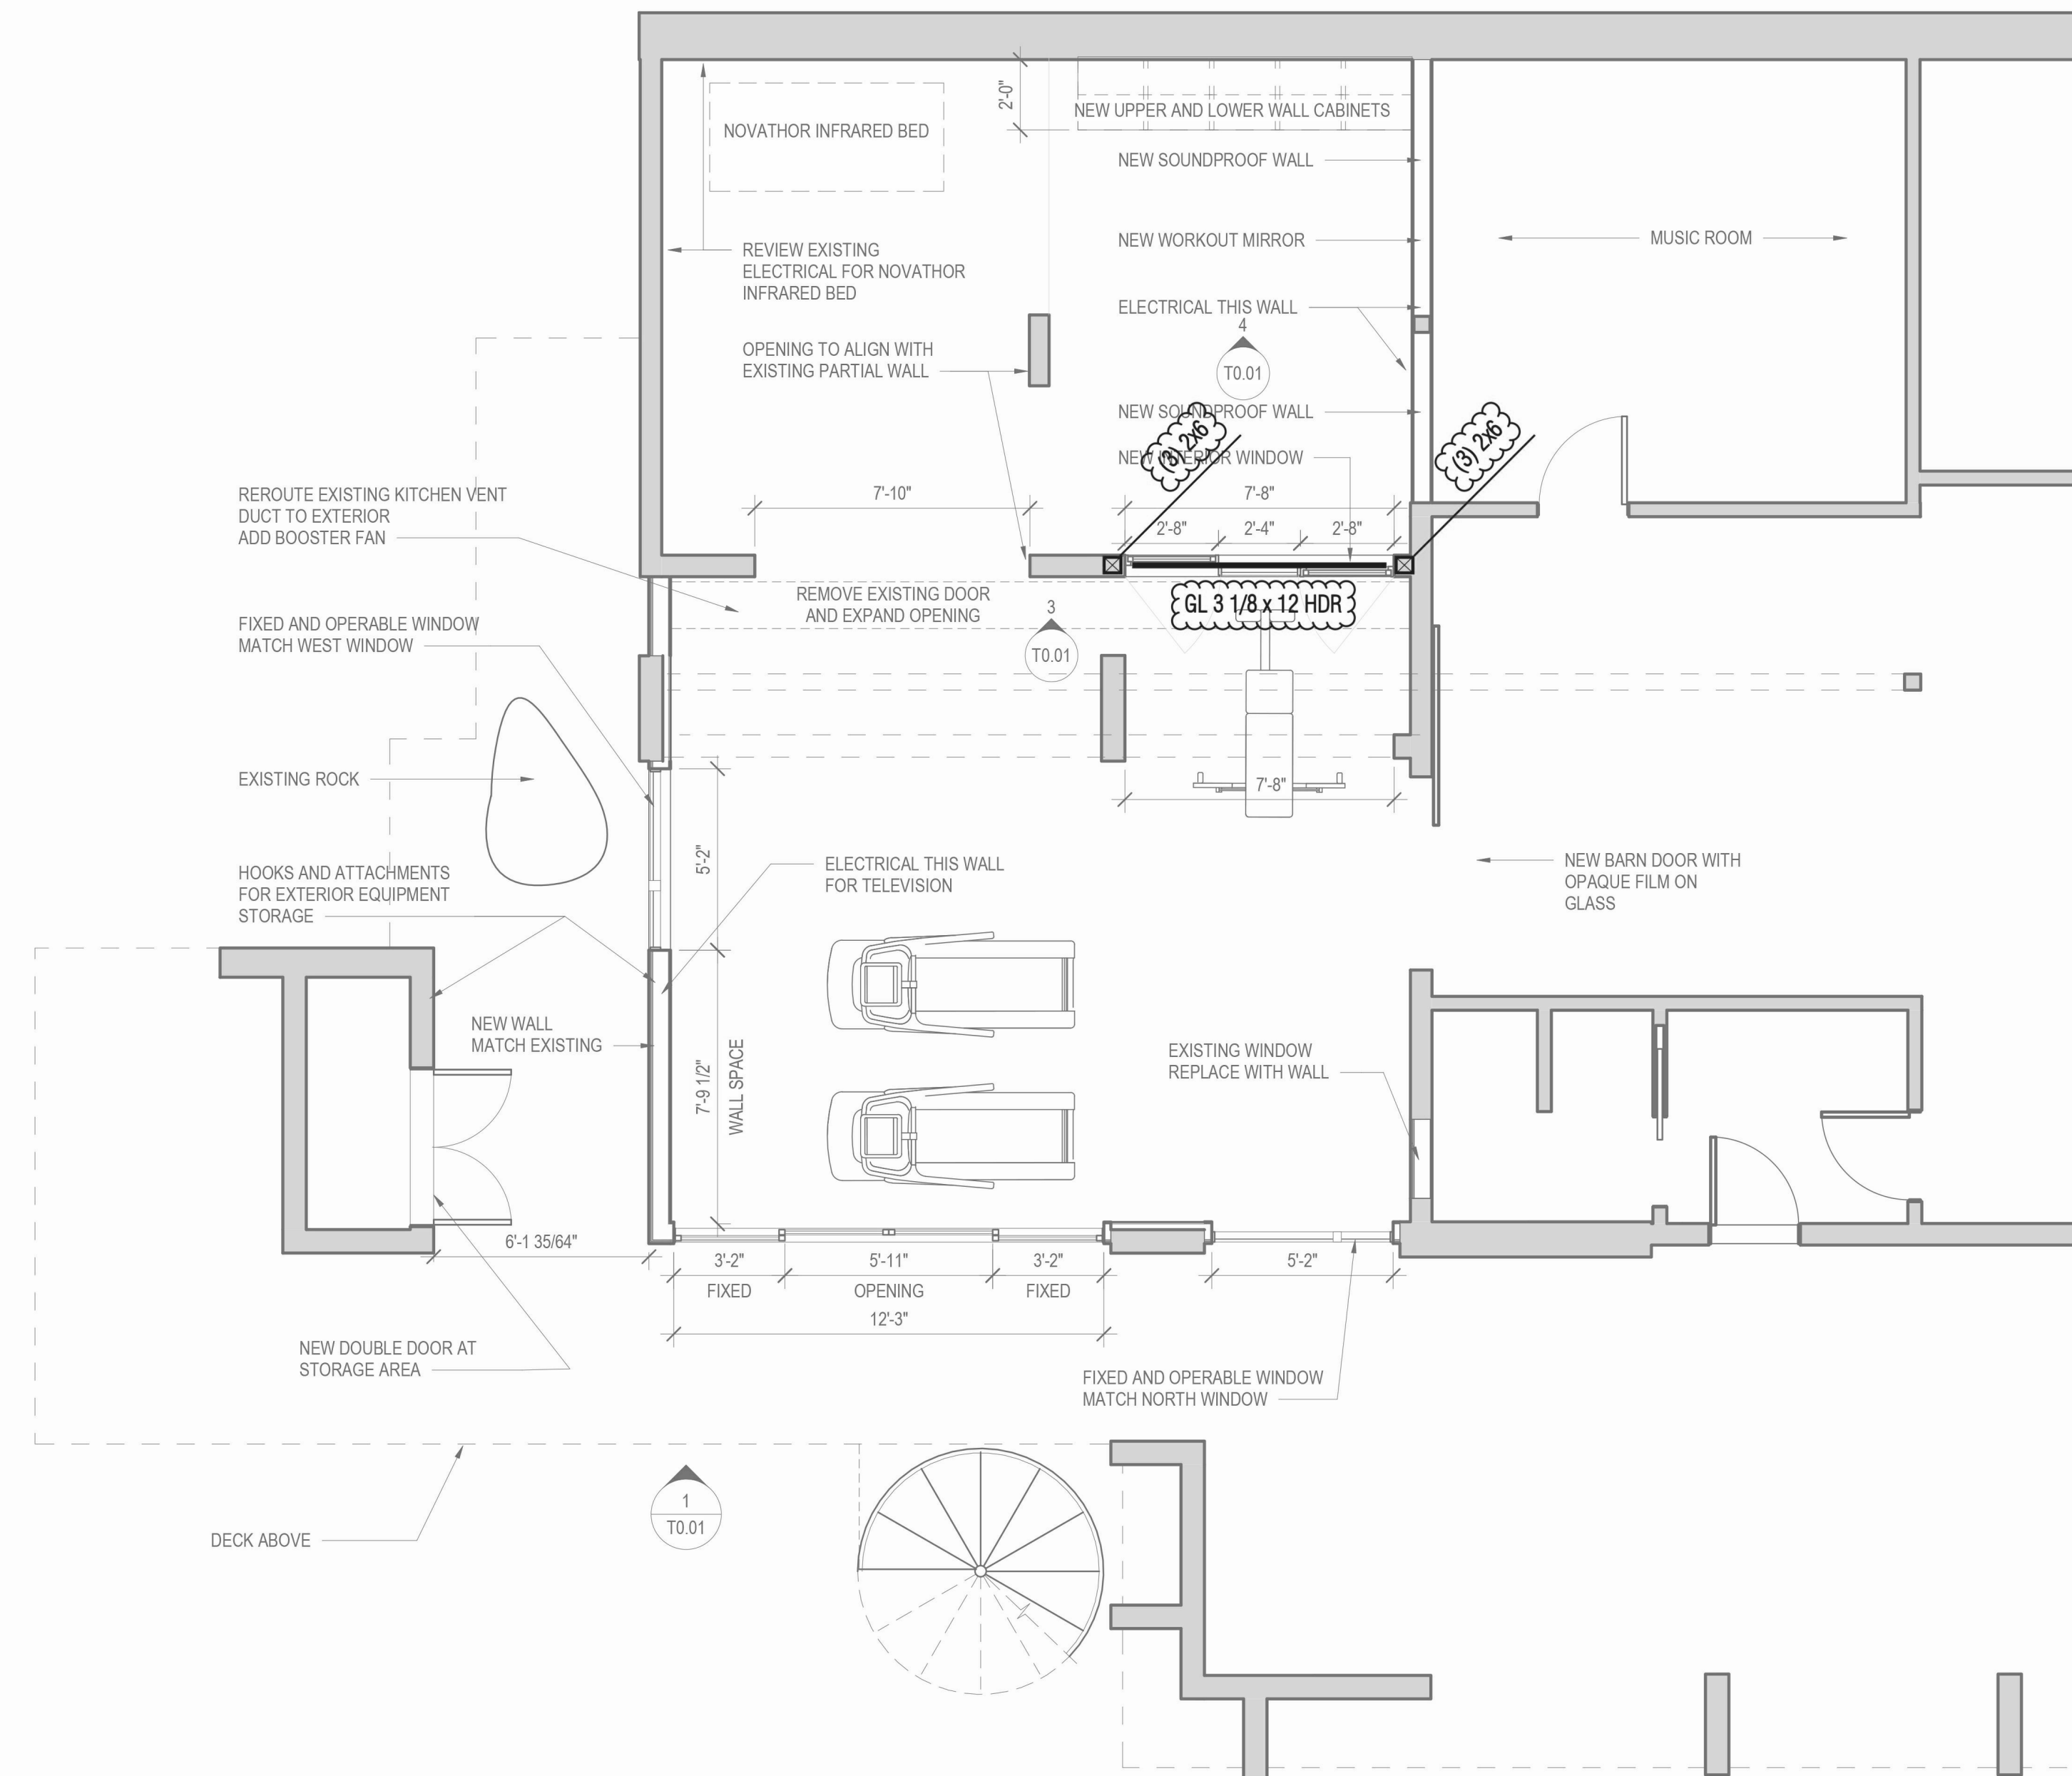 2'-0"
NEW UPPER AND LOWER WALL CABINETS
NOVATHOR INFRARED BED
NEW SOUNDPROOF WALL
NEW WORKOUT MIRROR
MUSIC ROOM
REVIEW EXISTING
ELECTRICAL FOR NOVATHOR
INFRARED BED
ELECTRICAL THIS WALL
4
T0.01
OPENING TO ALIGN WITH
EXISTING PARTIAL WALL
NEW SOUNDPROOF WALL
(3) 2x6
(3) 2x6
NEW INTERIOR WINDOW
REROUTE EXISTING KITCHEN VENT
DUCT TO EXTERIOR
ADD BOOSTER FAN
7'-10"
7'-8"
2'-8"
2'-4"
2'-8"
REMOVE EXISTING DOOR
AND EXPAND OPENING
3
T0.01
GL 3 1/8 x 12 HDR
FIXED AND OPERABLE WINDOW
MATCH WEST WINDOW
EXISTING ROCK
7'-8"
5'-2"
HOOKS AND ATTACHMENTS
FOR EXTERIOR EQUIPMENT
STORAGE
ELECTRICAL THIS WALL
FOR TELEVISION
NEW BARN DOOR WITH
OPAQUE FILM ON
GLASS
NEW WALL
MATCH EXISTING
7'-9 1/2"
WALL SPACE
EXISTING WINDOW
REPLACE WITH WALL
6'-1 35/64"
3'-2"
5'-11"
3'-2"
5'-2"
FIXED
OPENING
FIXED
12'-3"
NEW DOUBLE DOOR AT
STORAGE AREA
FIXED AND OPERABLE WINDOW
MATCH NORTH WINDOW
1
T0.01
DECK ABOVE